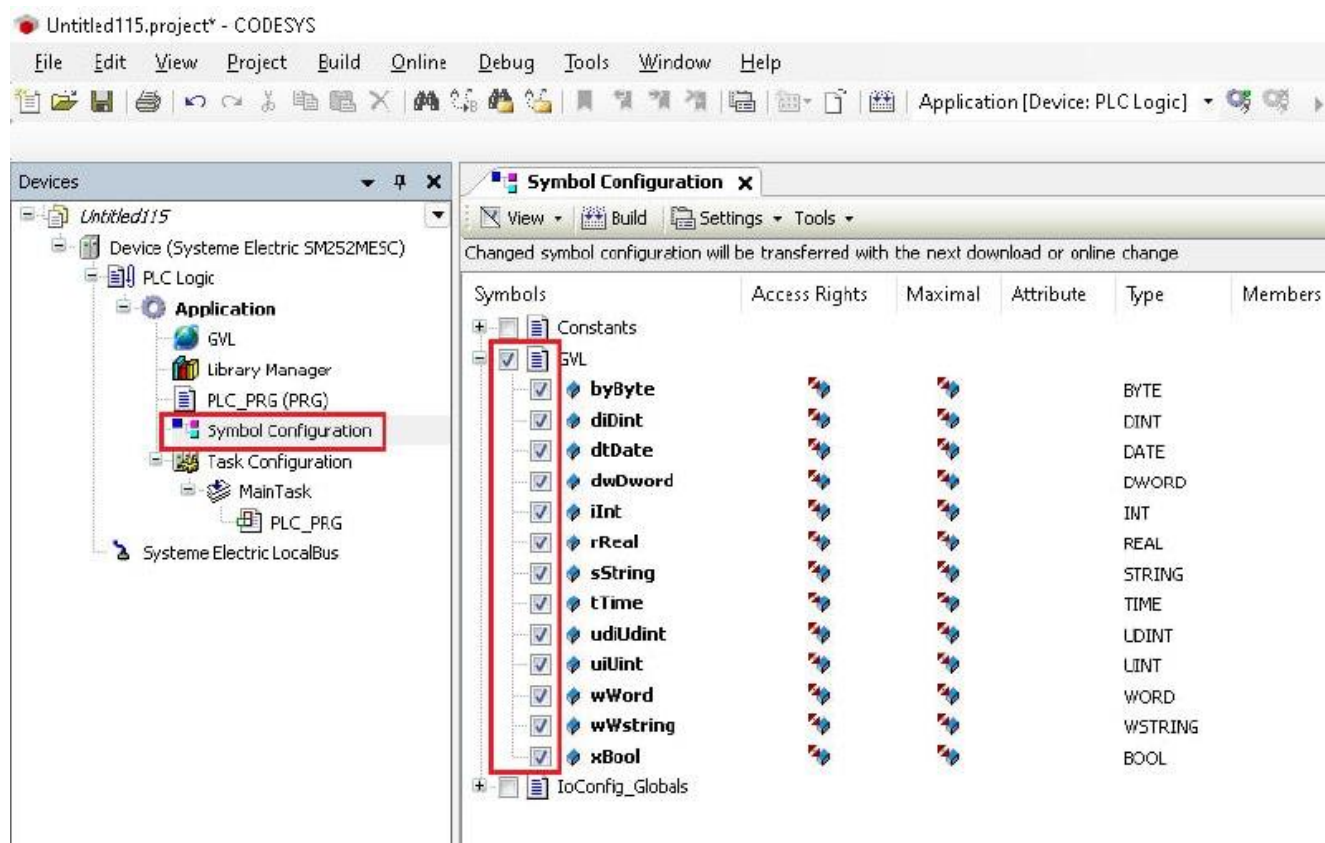 Untitled115.project* - CODESYS
File Edit View Project Build Online Debug Tools Window Help
Application [Device: PLC Logic]
Devices
Untitled115
Device (Systeme Electric SM252MESC)
PLC Logic
Application
GVL
Library Manager
PLC_PRG (PRG)
Symbol Configuration
Task Configuration
MainTask
PLC_PRG
Systeme Electric LocalBus
Symbol Configuration
View Build Settings Tools
Changed symbol configuration will be transferred with the next download or online change
Symbols Access Rights Maximal Attribute Type Members
Constants
GVL
byByte BYTE
diDint DINT
dtDate DATE
dwDword DWORD
iInt INT
rReal REAL
sString STRING
tTime TIME
udiUdint UDINT
uiUint UINT
wWord WORD
wWstring WSTRING
xBool BOOL
IoConfig_Globals